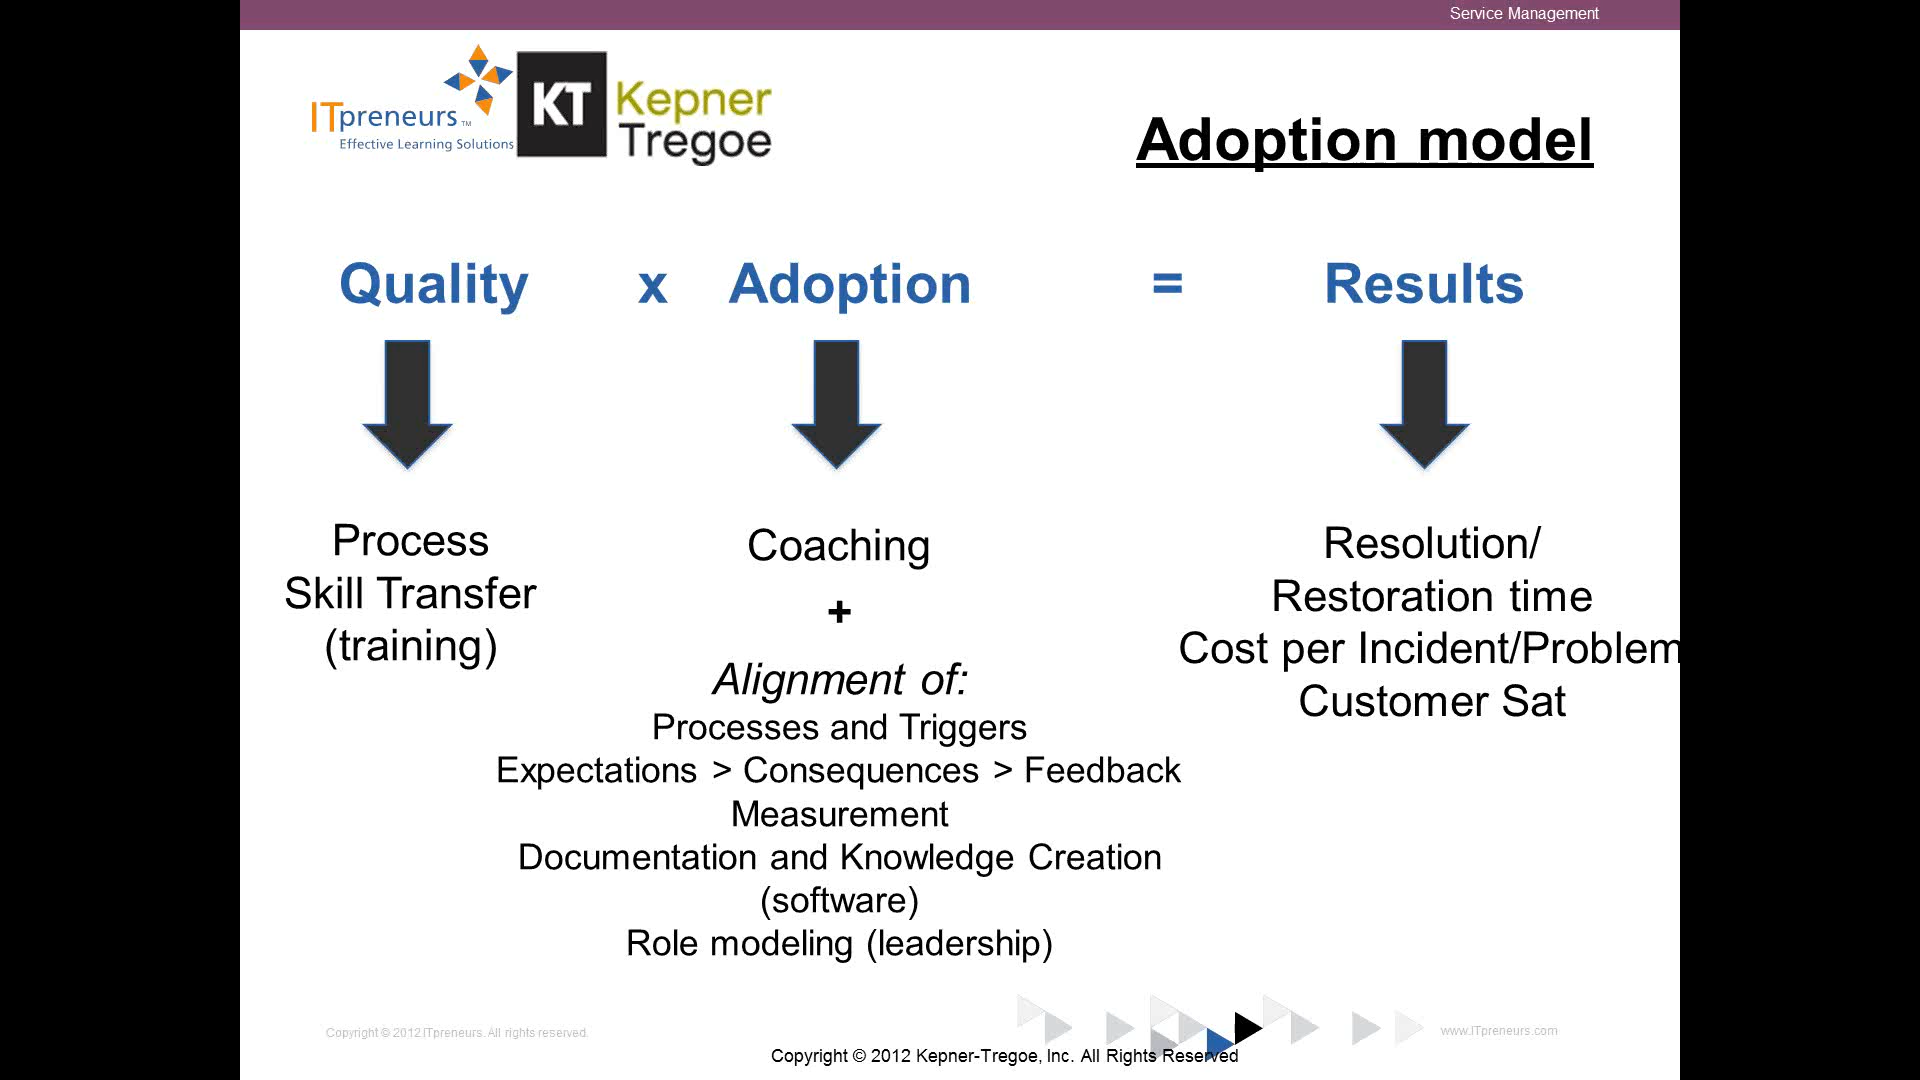 Service Management
ITpreneurs™
Effective Learning Solutions
KT
Kepner
Tregoe
Adoption model
Quality x Adoption = Results
Process
Skill Transfer
(training)
Coaching
+
Alignment of:
Processes and Triggers
Expectations > Consequences > Feedback
Measurement
Documentation and Knowledge Creation
(software)
Role modeling (leadership)
Resolution/
Restoration time
Cost per Incident/Problem
Customer Sat
Copyright © 2012 ITpreneurs. All rights reserved.
www.ITpreneurs.com
Copyright © 2012 Kepner-Tregoe, Inc. All Rights Reserved